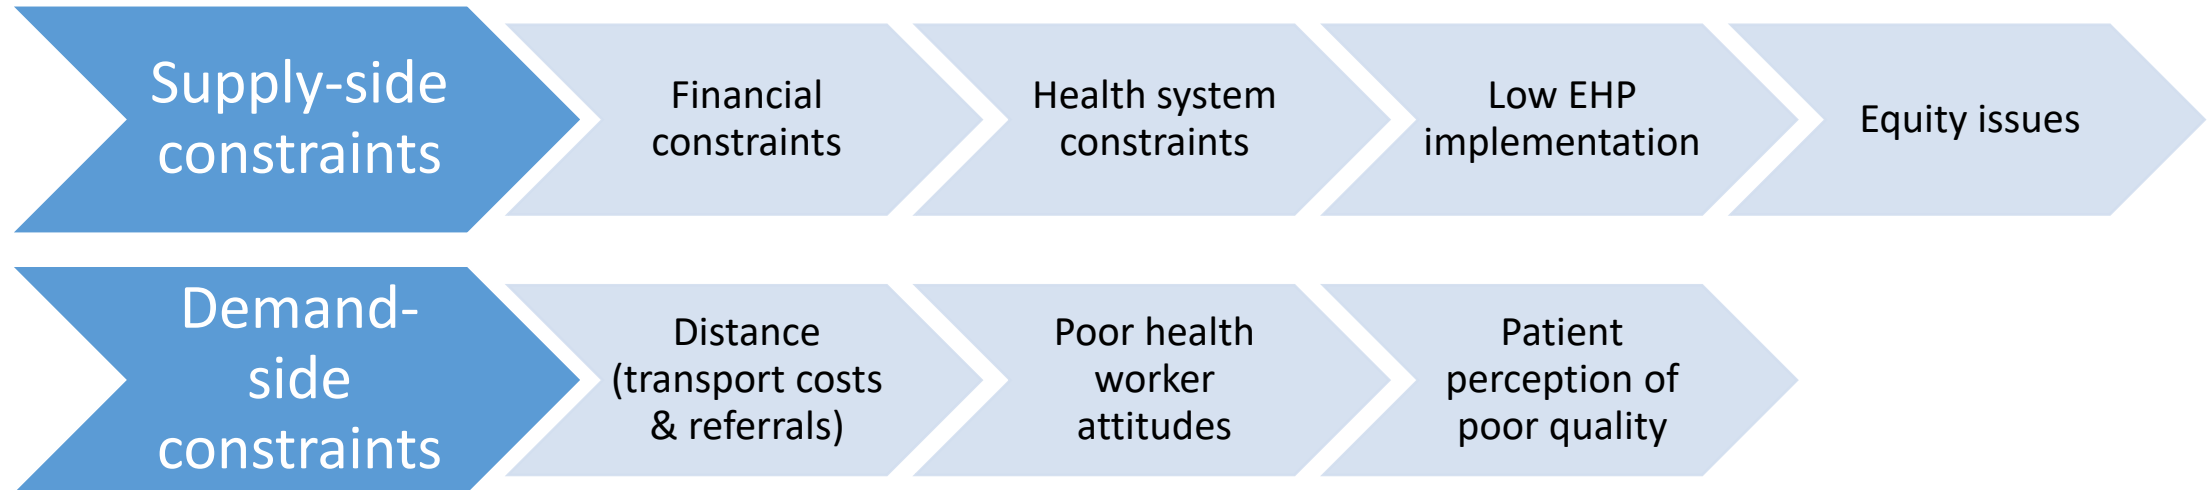 Supply-side
constraints
Financial
constraints
Health system
constraints
Low EHP
implementation
Equity issues
Demand-
side
constraints
Distance
(transport costs
& referrals)
Poor health
worker
attitudes
Patient
perception of
poor quality